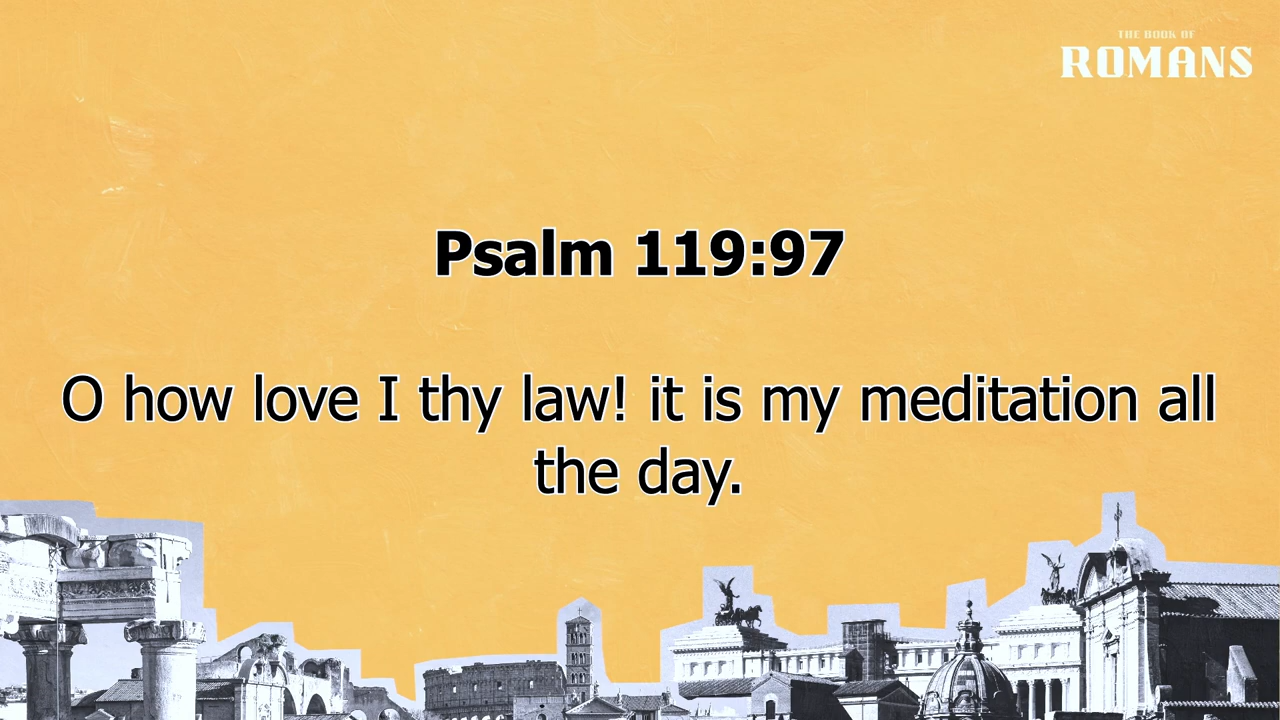 THE BOOK OF
ROMANS
Psalm 119:97
O how love I thy law! it is my meditation all
the day.